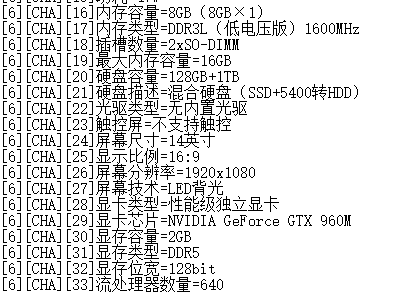 [6][CHA][16]内存容量=8GB（8GB×1）
[6][CHA][17]内存类型=DDR3L（低电压版）1600MHz
[6][CHA][18]插槽数量=2xSO-DIMM
[6][CHA][19]最大内存容量=16GB
[6][CHA][20]硬盘容量=128GB+1TB
[6][CHA][21]硬盘描述=混合硬盘（SSD+5400转HDD）
[6][CHA][22]光驱类型=无内置光驱
[6][CHA][23]触控屏=不支持触控
[6][CHA][24]屏幕尺寸=14英寸
[6][CHA][25]显示比例=16:9
[6][CHA][26]屏幕分辨率=1920x1080
[6][CHA][27]屏幕技术=LED背光
[6][CHA][28]显卡类型=性能级独立显卡
[6][CHA][29]显卡芯片=NVIDIA GeForce GTX 960M
[6][CHA][30]显存容量=2GB
[6][CHA][31]显存类型=DDR5
[6][CHA][32]显存位宽=128bit
[6][CHA][33]流处理器数量=640